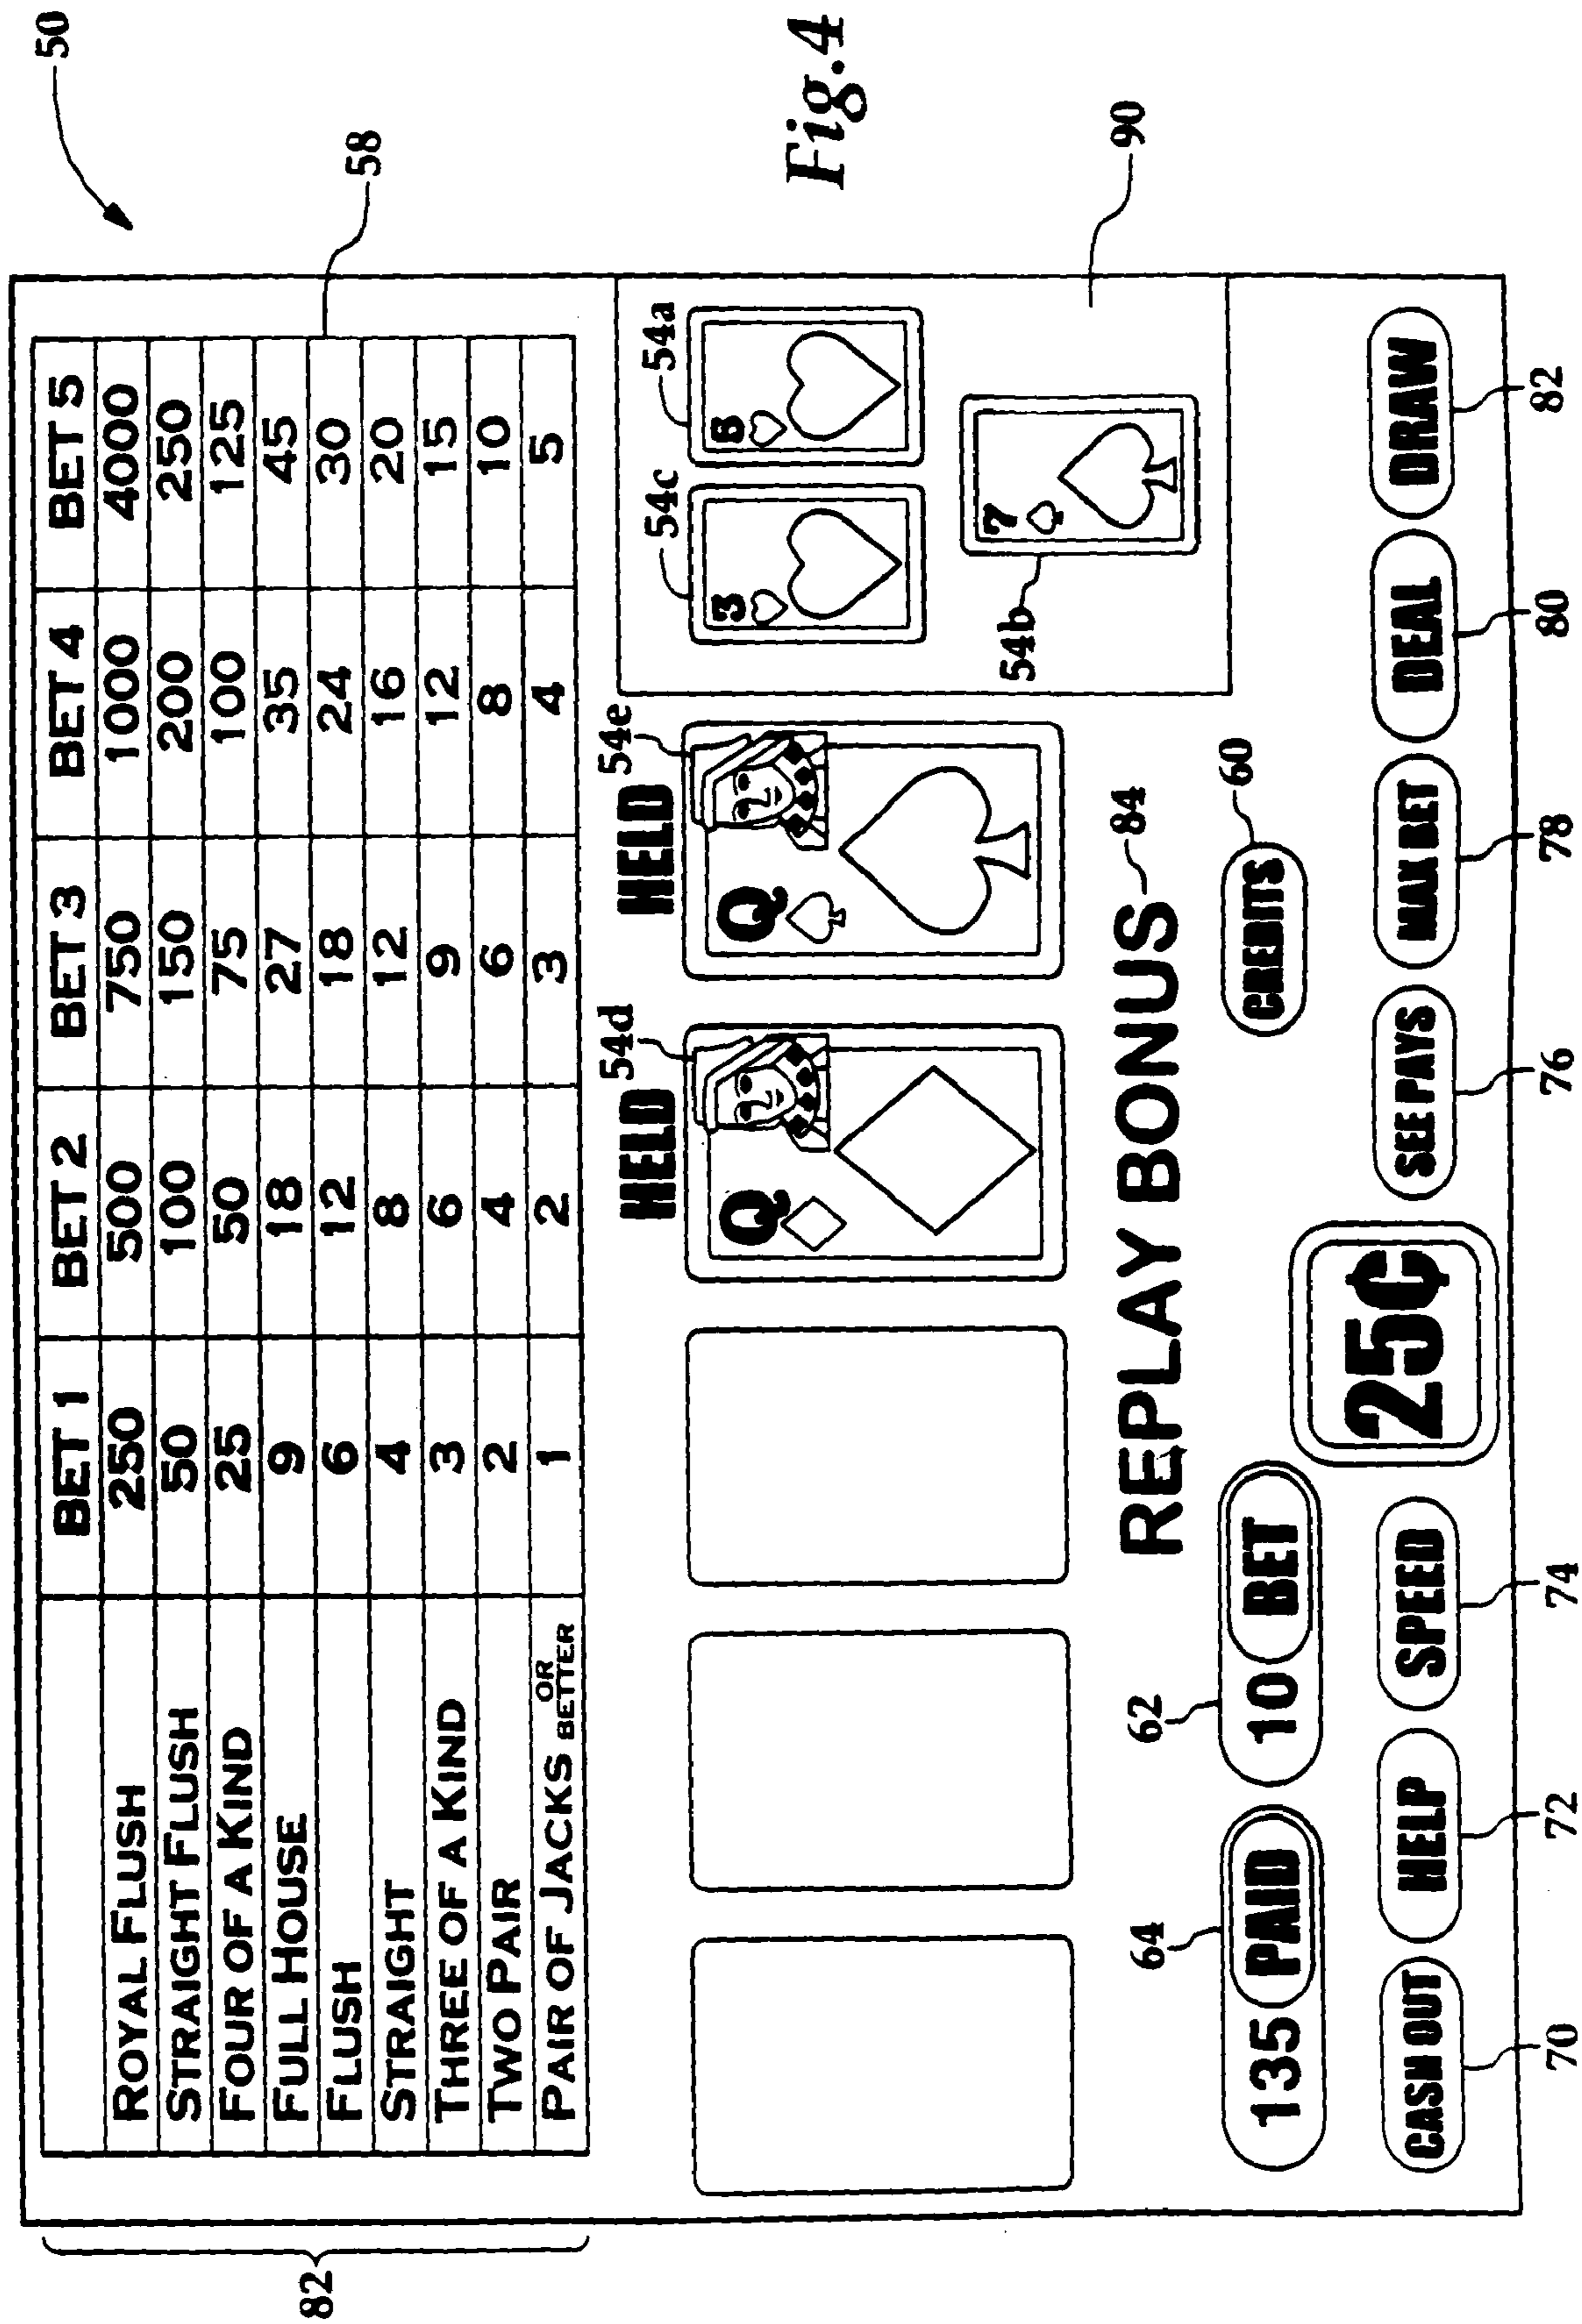 50
BET 1 BET 2 BET 3 BET 4 BET 5
ROYAL FLUSH 250 500 750 1000 4000
STRAIGHT FLUSH 50 100 150 200 250
FOUR OF A KIND 25 50 75 100 125
FULL HOUSE 9 18 27 35 45
FLUSH 6 12 18 24 30
STRAIGHT 4 8 12 16 20
THREE OF A KIND 3 6 9 12 15
TWO PAIR 2 4 6 8 10
PAIR OF JACKS OR BETTER 1 2 3 4 5
82
58
HELD 54d HELD 54e 54c 54a
Q Q 3
7
54b
Fig.4
90
REPLAY BONUS 84
64 62 60
135 PAID 10 BET CREDITS
25¢
CASH OUT HELP SPEED SEE PAYS MAX BET DEAL DRAW
70 72 74 76 78 80 82